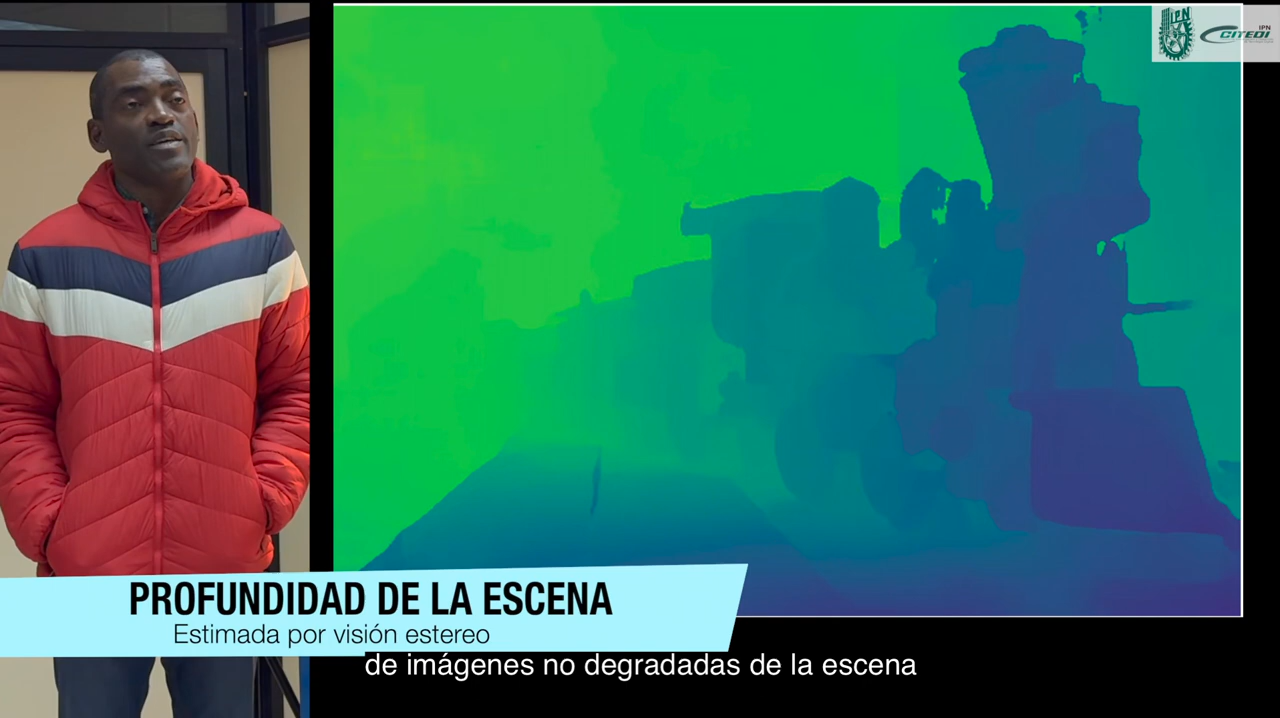 IPN
IPN
CITEDI
PROFUNDIDAD DE LA ESCENA
Estimada por visión estereo
de imágenes no degradadas de la escena